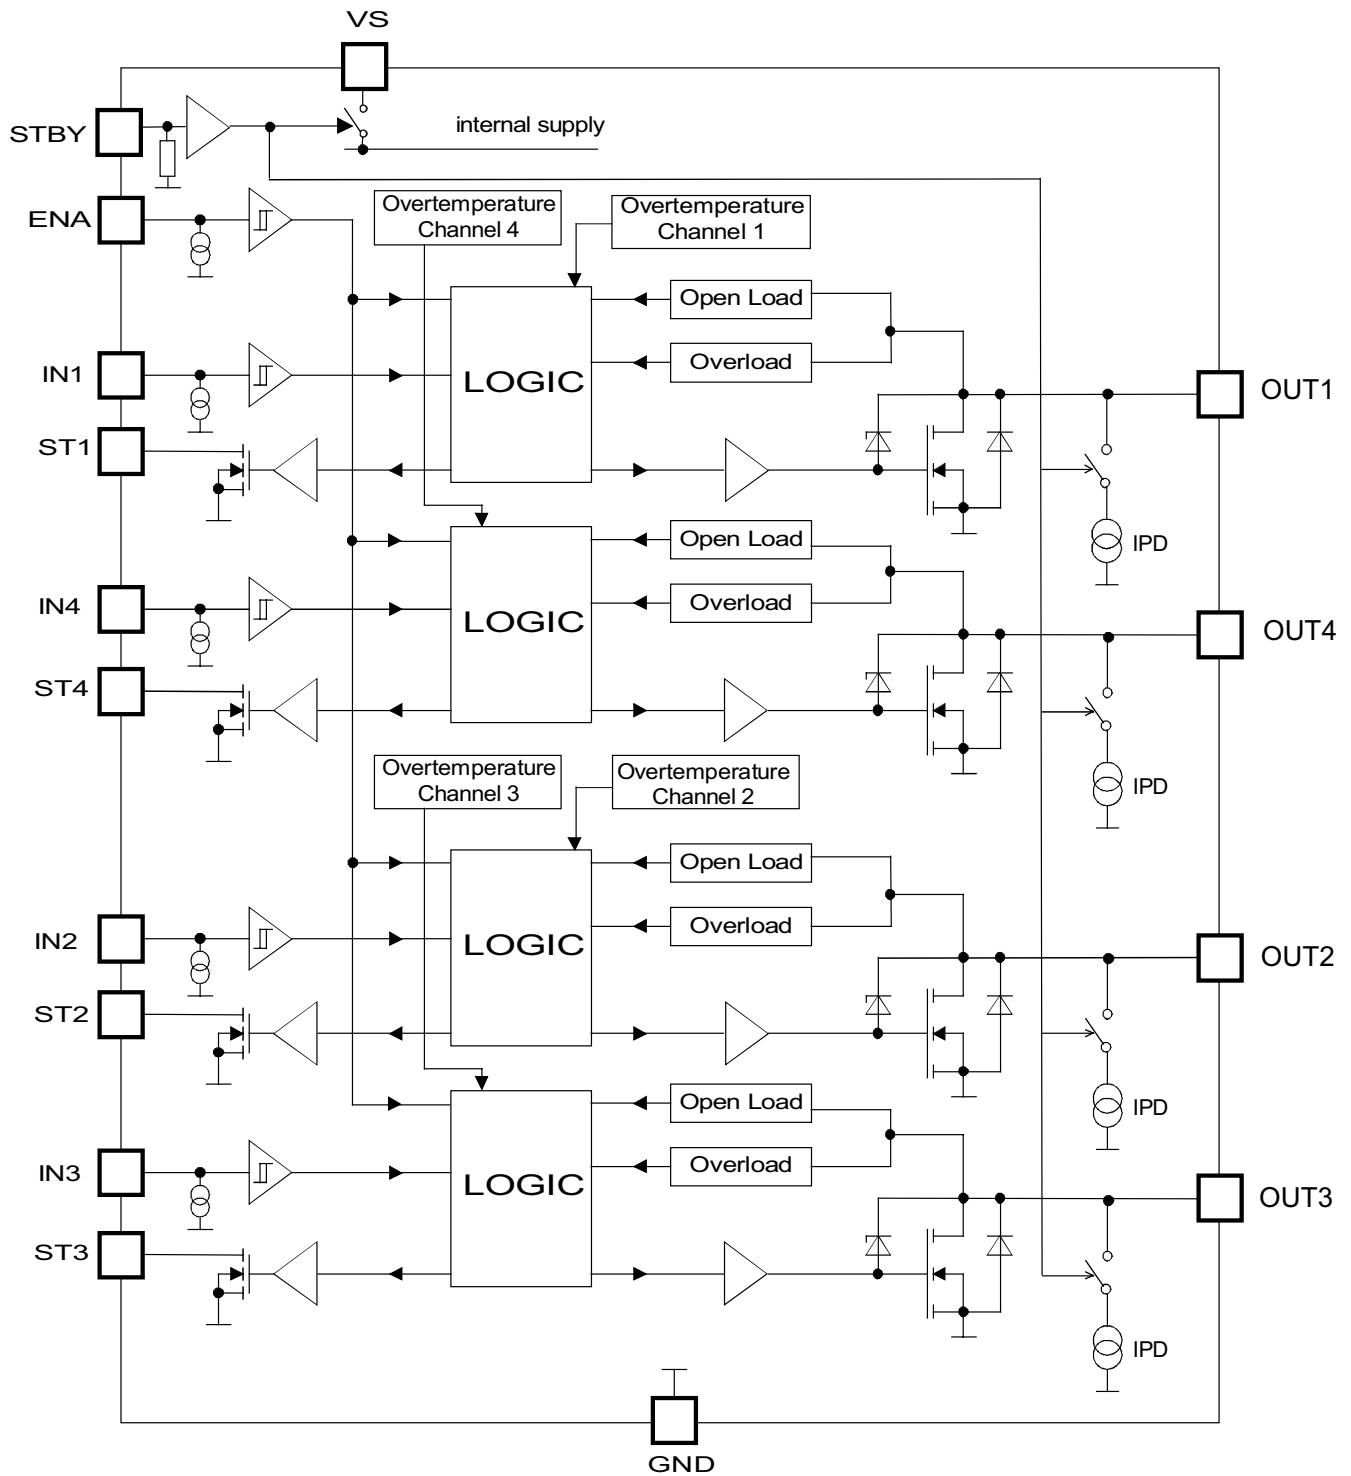 VS
STBY
internal supply
ENA
Overtemperature
Channel 4
Overtemperature
Channel 1
Open Load
IN1
LOGIC
Overload
OUT1
ST1
Open Load
IPD
IN4
LOGIC
Overload
OUT4
ST4
Overtemperature
Channel 3
Overtemperature
Channel 2
IPD
Open Load
IN2
LOGIC
Overload
OUT2
ST2
Open Load
IPD
IN3
LOGIC
Overload
OUT3
ST3
IPD
GND